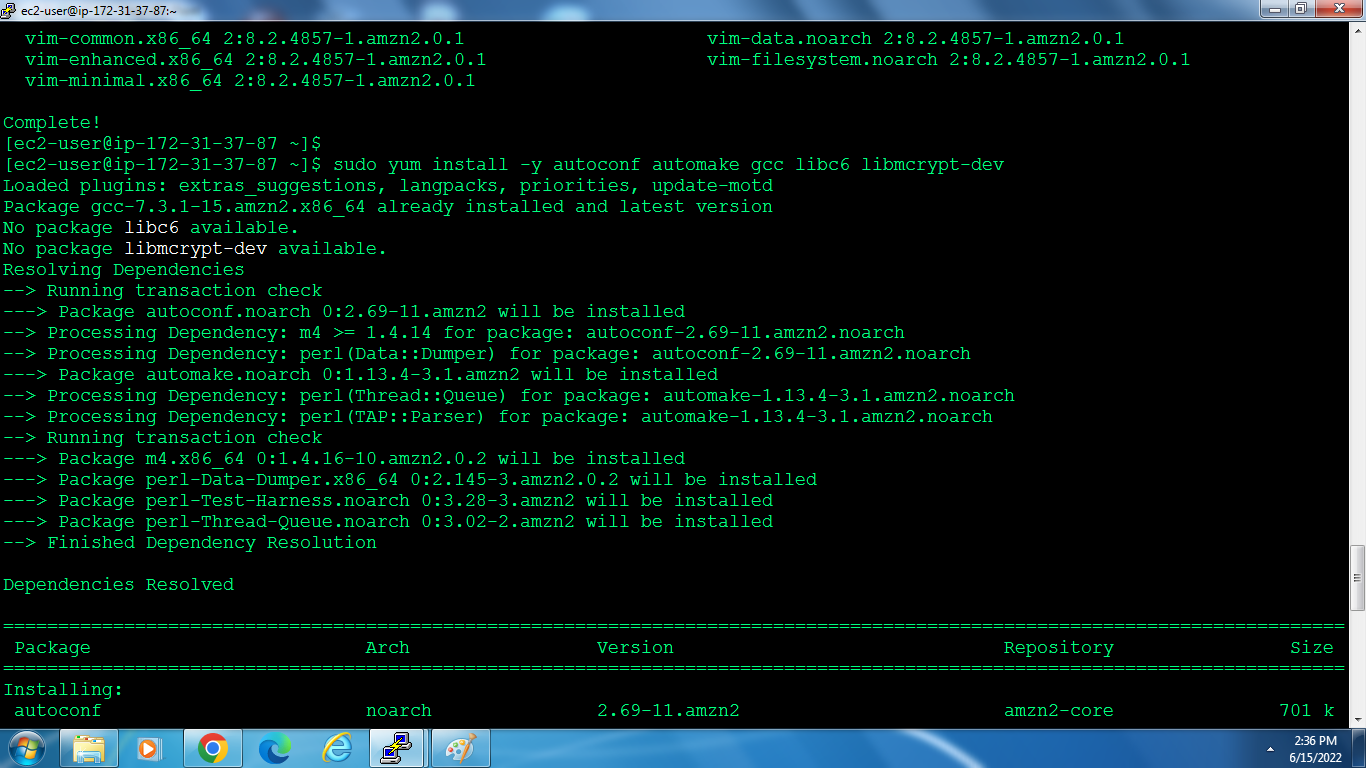 ec2-user@ip-172-31-37-87:~
vim-common.x86_64 2:8.2.4857-1.amzn2.0.1 vim-data.noarch 2:8.2.4857-1.amzn2.0.1
vim-enhanced.x86_64 2:8.2.4857-1.amzn2.0.1 vim-filesystem.noarch 2:8.2.4857-1.amzn2.0.1
vim-minimal.x86_64 2:8.2.4857-1.amzn2.0.1
Complete!
[ec2-user@ip-172-31-37-87 ~]$
[ec2-user@ip-172-31-37-87 ~]$ sudo yum install -y autoconf automake gcc libc6 libmcrypt-dev
Loaded plugins: extras_suggestions, langpacks, priorities, update-motd
Package gcc-7.3.1-15.amzn2.x86_64 already installed and latest version
No package libc6 available.
No package libmcrypt-dev available.
Resolving Dependencies
--> Running transaction check
---> Package autoconf.noarch 0:2.69-11.amzn2 will be installed
--> Processing Dependency: m4 >= 1.4.14 for package: autoconf-2.69-11.amzn2.noarch
--> Processing Dependency: perl(Data::Dumper) for package: autoconf-2.69-11.amzn2.noarch
---> Package automake.noarch 0:1.13.4-3.1.amzn2 will be installed
--> Processing Dependency: perl(Thread::Queue) for package: automake-1.13.4-3.1.amzn2.noarch
--> Processing Dependency: perl(TAP::Parser) for package: automake-1.13.4-3.1.amzn2.noarch
--> Running transaction check
---> Package m4.x86_64 0:1.4.16-10.amzn2.0.2 will be installed
---> Package perl-Data-Dumper.x86_64 0:2.145-3.amzn2.0.2 will be installed
---> Package perl-Test-Harness.noarch 0:3.28-3.amzn2 will be installed
---> Package perl-Thread-Queue.noarch 0:3.02-2.amzn2 will be installed
--> Finished Dependency Resolution
Dependencies Resolved
================================================================================
Package Arch Version Repository Size
================================================================================
Installing:
autoconf noarch 2.69-11.amzn2 amzn2-core 701 k
2:36 PM
6/15/2022